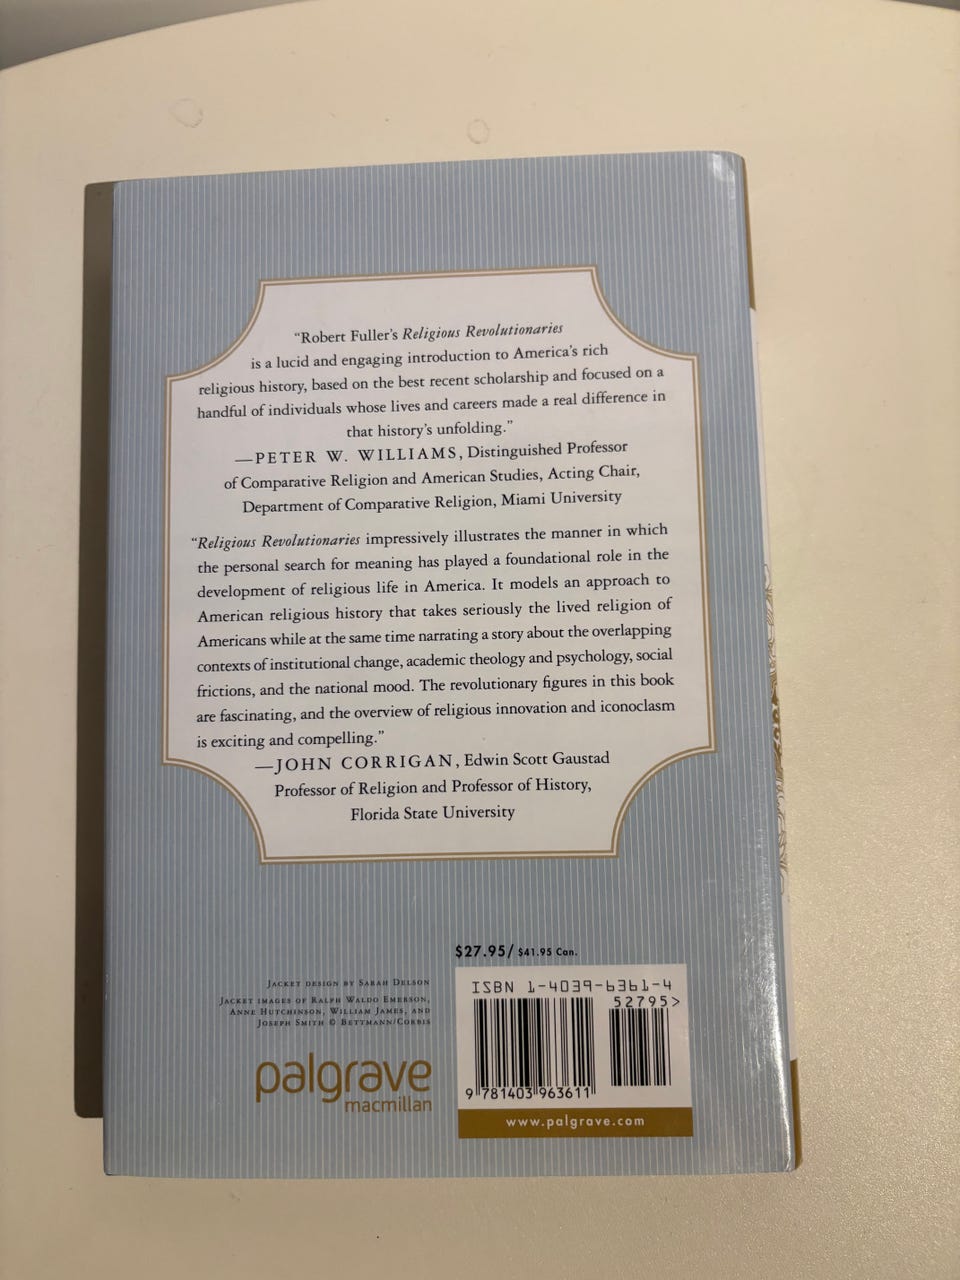 “Robert Fuller’s Religious Revolutionaries
is a lucid and engaging introduction to America’s rich
religious history, based on the best recent scholarship and focused on a
handful of individuals whose lives and careers made a real difference in
that history’s unfolding.”
—PETER W. WILLIAMS, Distinguished Professor
of Comparative Religion and American Studies, Acting Chair,
Department of Comparative Religion, Miami University
“Religious Revolutionaries impressively illustrates the manner in which
the personal search for meaning has played a foundational role in the
development of religious life in America. It models an approach to
American religious history that takes seriously the lived religion of
Americans while at the same time narrating a story about the overlapping
contexts of institutional change, academic theology and psychology, social
frictions, and the national mood. The revolutionary figures in this book
are fascinating, and the overview of religious innovation and iconoclasm
is exciting and compelling.”
—JOHN CORRIGAN, Edwin Scott Gaustad
Professor of Religion and Professor of History,
Florida State University
$27.95/ $41.95 Can.
JACKET DESIGN BY SARAH DELSON
JACKET IMAGES OF RALPH WALDO EMERSON,
ANNE HUTCHINSON, WILLIAM JAMES, AND
JOSEPH SMITH © BETTMANN/CORBIS
palgrave
macmillan
ISBN 1-4039-6361-4
52795>
9 781403 963611
www.palgrave.com